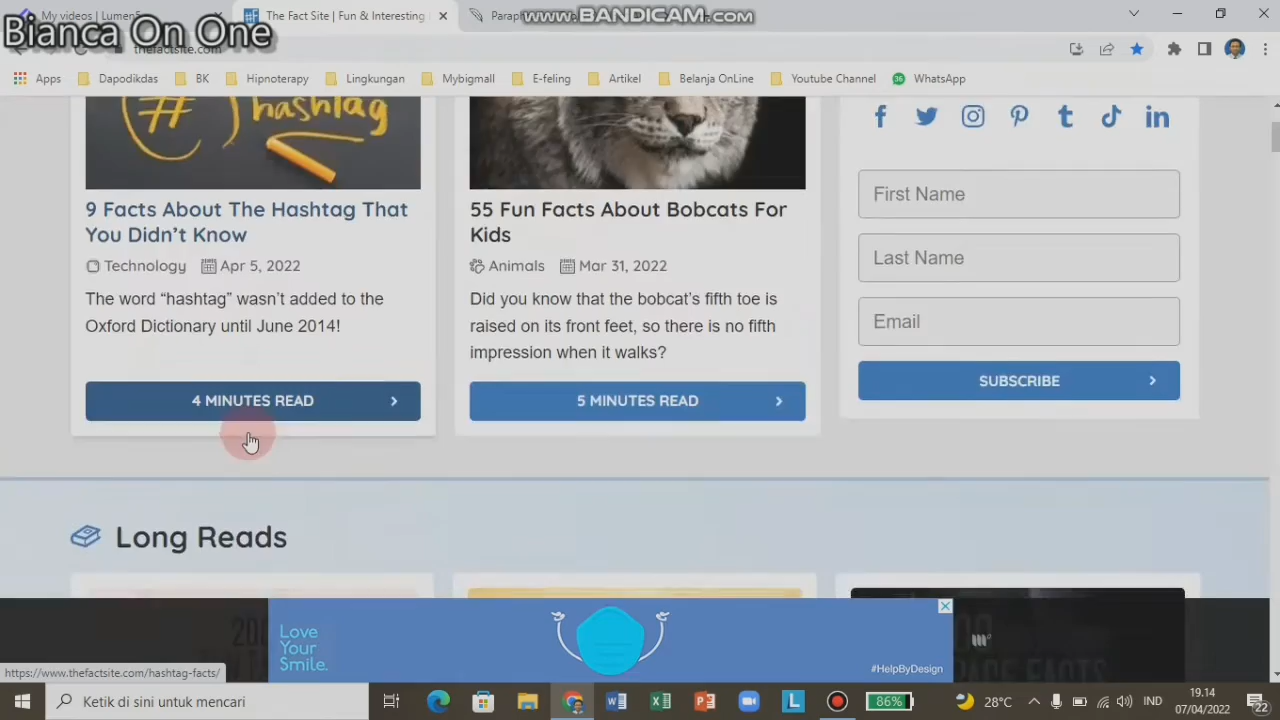 My videos | LumenS
The Fact Site | Fun & Interesting
Parap
www.BANDICAM.com
Bianca On One
thefactsite.com
Apps
Dapodikdas
BK
Hipnoterapy
Lingkungan
Mybigmall
E-feling
Artikel
Belanja OnLine
Youtube Channel
WhatsApp
# hashtag
9 Facts About The Hashtag That
You Didn't Know
Technology
Apr 5, 2022
The word “hashtag” wasn't added to the
Oxford Dictionary until June 2014!
4 MINUTES READ
55 Fun Facts About Bobcats For
Kids
Animals
Mar 31, 2022
Did you know that the bobcat's fifth toe is
raised on its front feet, so there is no fifth
impression when it walks?
5 MINUTES READ
First Name
Last Name
Email
SUBSCRIBE
Long Reads
Love
Your
Smile.
#HelpByDesign
https://www.thefactsite.com/hashtag-facts/
Ketik di sini untuk mencari
86%
28°C
IND
19.14
07/04/2022
22